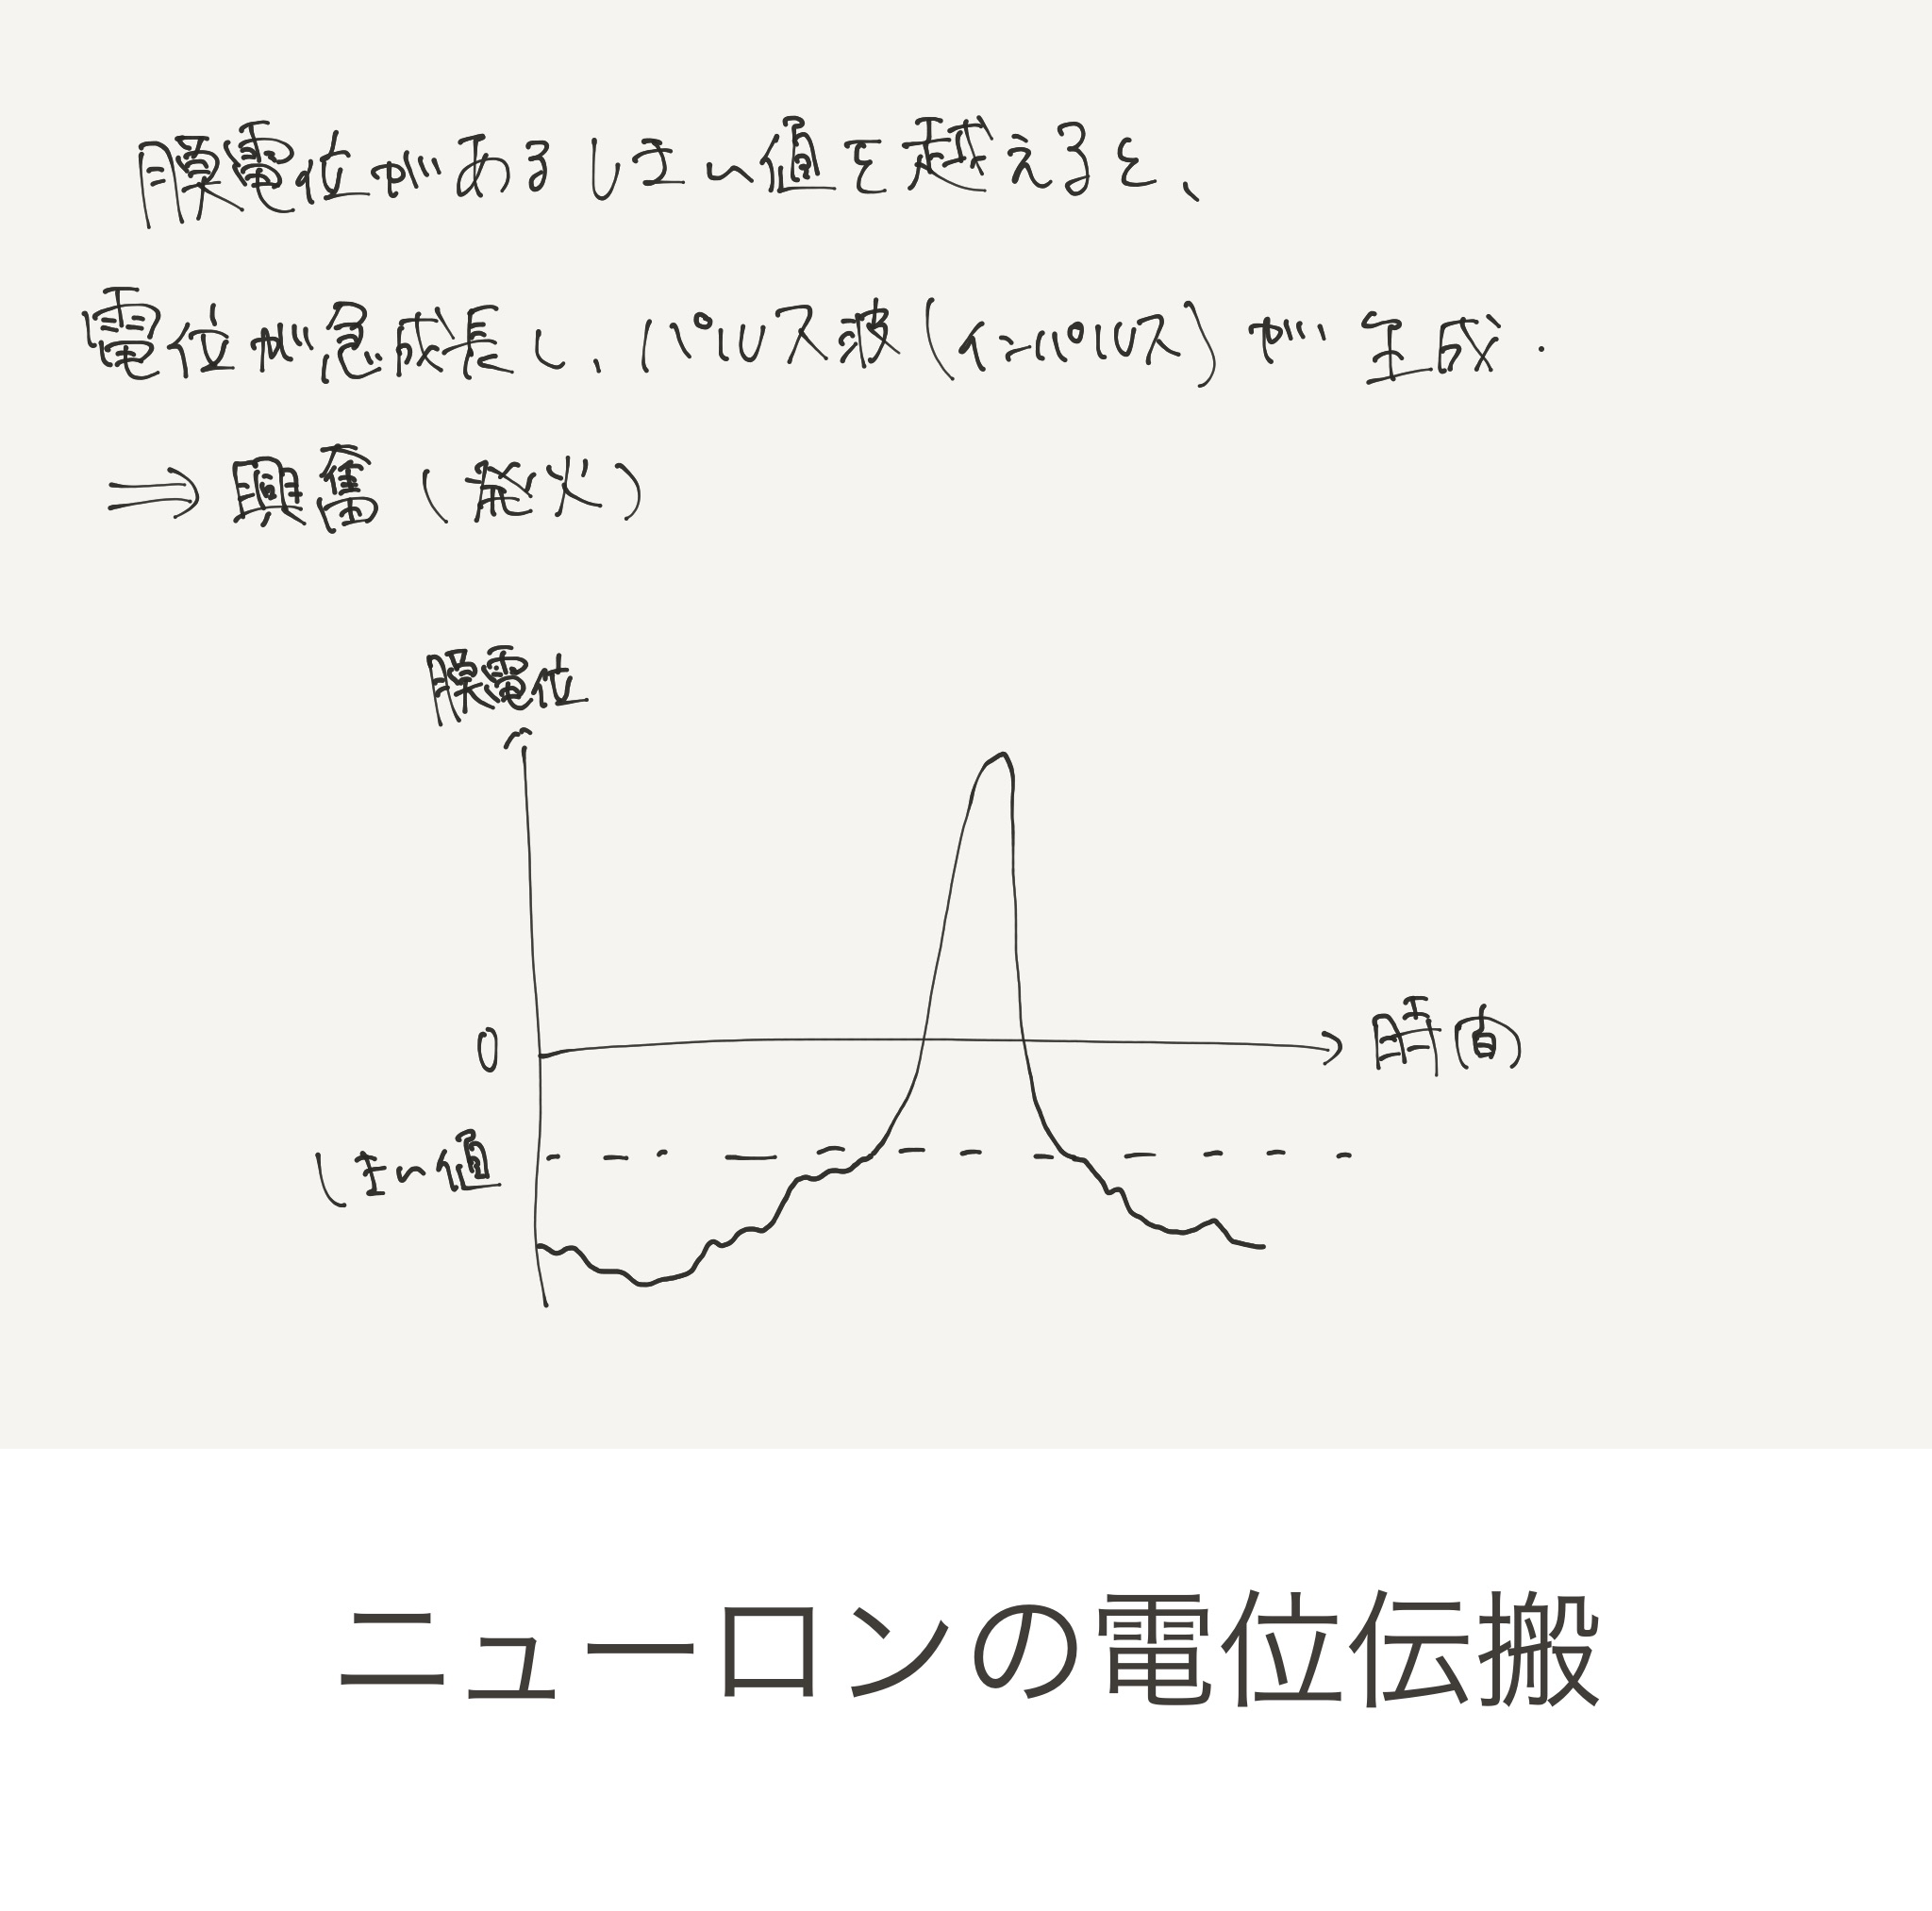 膜電位があるしきい値を越えると、
電位が急成長し、パルス波(インパルス)が生成.
⇒ 興奮(発火)
膜電位
0
時間
しきい値
ニューロンの電位伝搬